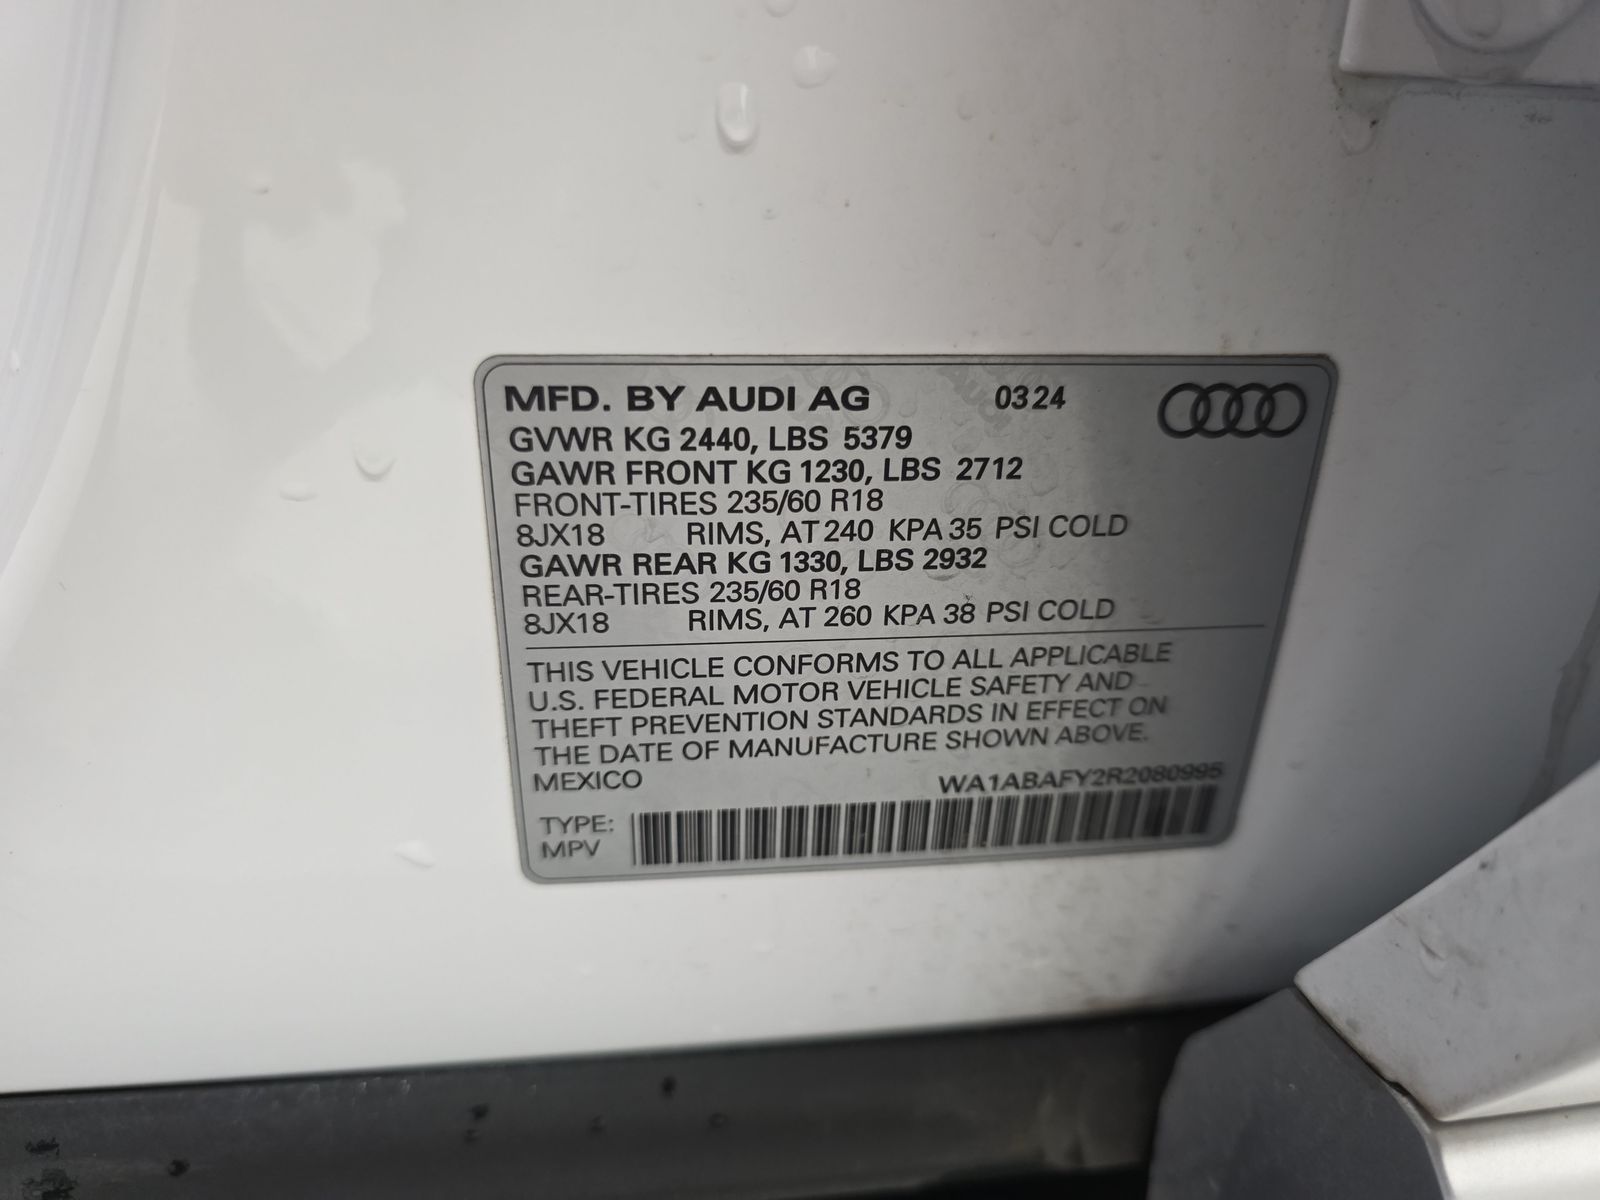 MFD. BY AUDI AG 0324
GVWR KG 2440, LBS 5379
GAWR FRONT KG 1230, LBS 2712
FRONT-TIRES 235/60 R18
8JX18 RIMS, AT 240 KPA 35 PSI COLD
GAWR REAR KG 1330, LBS 2932
REAR-TIRES 235/60 R18
8JX18 RIMS, AT 260 KPA 38 PSI COLD
THIS VEHICLE CONFORMS TO ALL APPLICABLE
U.S. FEDERAL MOTOR VEHICLE SAFETY AND
THEFT PREVENTION STANDARDS IN EFFECT ON
THE DATE OF MANUFACTURE SHOWN ABOVE.
MEXICO WA1ABAFY2R2080995
TYPE:
MPV